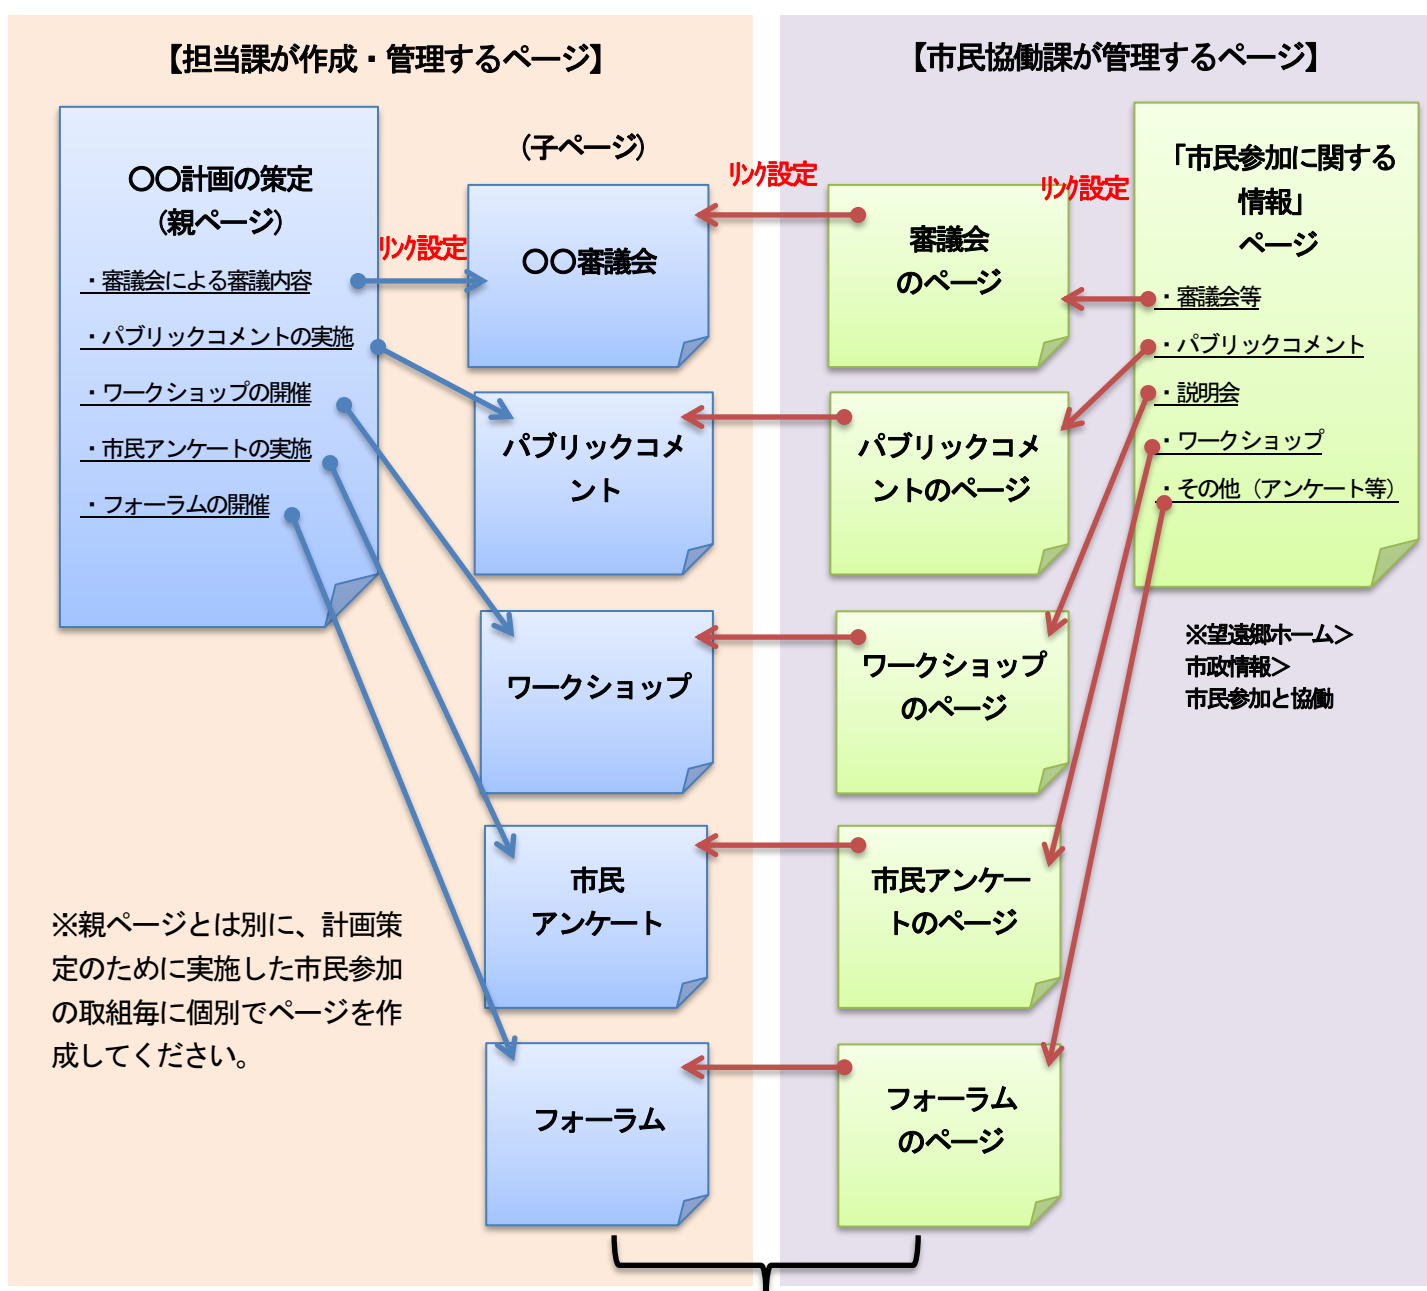 【担当課が作成・管理するページ】
〇〇計画の策定
（親ページ）
・審議会による審議内容
・パブリックコメントの実施
・ワークショップの開催
・市民アンケートの実施
・フォーラムの開催
ﾘﾝｸ設定
（子ページ）
〇〇審議会
パブリックコメ
ント
ワークショップ
市民
アンケート
フォーラム
※親ページとは別に、計画策
定のために実施した市民参加
の取組毎に個別でページを作
成してください。
ﾘﾝｸ設定
【市民協働課が管理するページ】
審議会
のページ
パブリックコメ
ントのページ
ワークショップ
のページ
市民アンケー
トのページ
フォーラム
のページ
ﾘﾝｸ設定
「市民参加に関する
情報」
ページ
・審議会等
・パブリックコメント
・説明会
・ワークショップ
・その他（アンケート等）
※望遠郷ホーム＞
市政情報＞
市民参加と協働